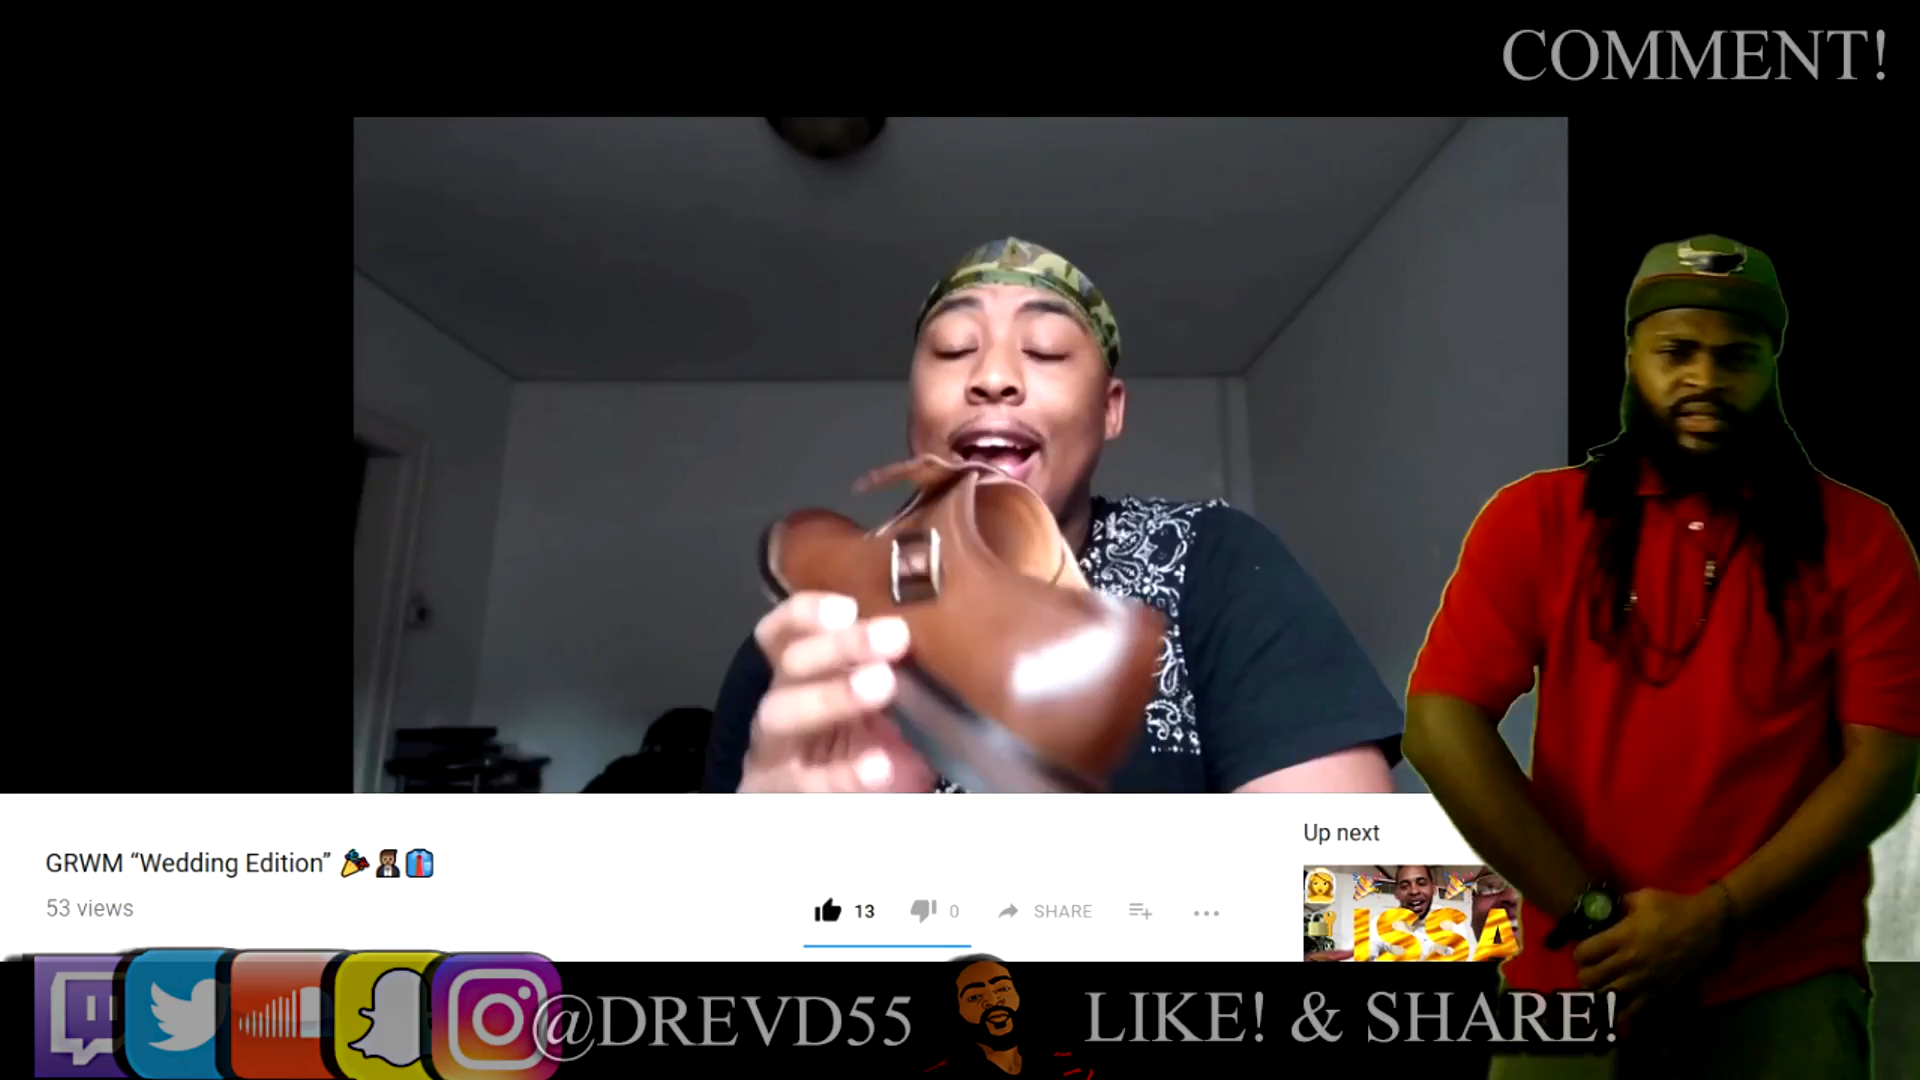 COMMENT!
GRWM “Wedding Edition” 🎉🤵🏽👔
53 views
13
0
SHARE
Up next
ISSA
@DREVD55
LIKE! & SHARE!